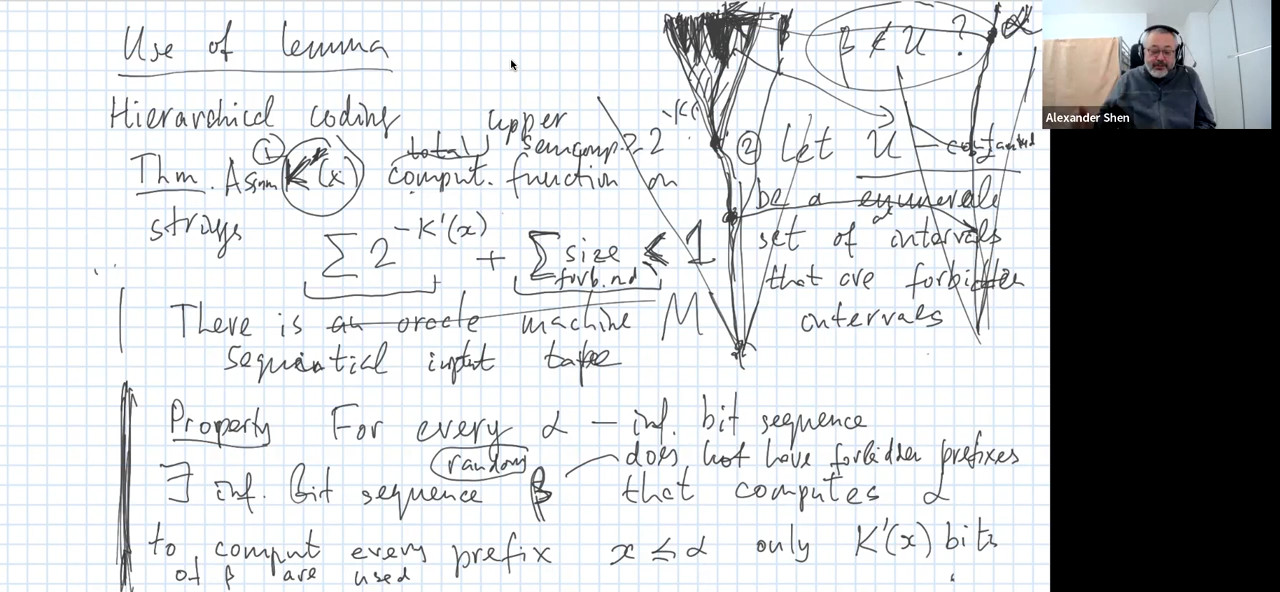 Use of lemma
β ∉ U ?
α
Hierarchical coding
upper
semicomp.
①
Thm. Assume K'(x) total comput. function on
strings
∑ 2^{-K'(x)} + ∑ size forb. nd ≤ 1
② Let U
be a enumerable
set of intervals
that are forbidden
intervals
There is an oracle machine M
sequential input tape
Property For every α — inf. bit sequence
random
does not have forbidden prefixes
∃ inf. bit sequence β that computes α
to comput every prefix x ≤ α only K'(x) bits
of β are used
Alexander Shen